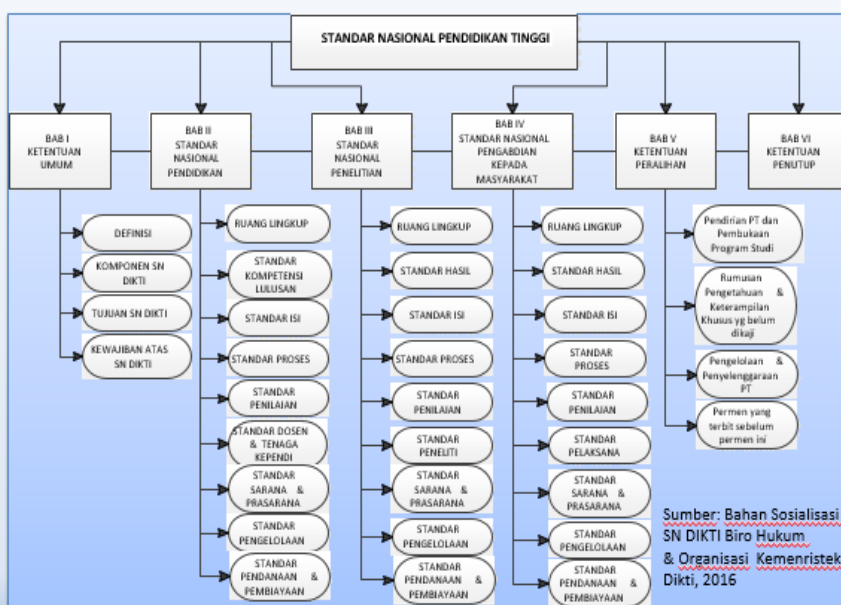 STANDAR NASIONAL PENDIDIKAN TINGGI
BAB I
KETENTUAN
UMUM
BAB II
STANDAR
NASIONAL
PENDIDIKAN
BAB III
STANDAR
NASIONAL
PENELITIAN
BAB IV
STANDAR NASIONAL
PENGABDIAN
KEPADA
MASYARAKAT
BAB V
KETENTUAN
PERALIHAN
BAB VI
KETENTUAN
PENUTUP
DEFINISI
KOMPONEN SN
DIKTI
TUJUAN SN DIKTI
KEWAJIBAN ATAS
SN DIKTI
RUANG LINGKUP
STANDAR
KOMPETENSI
LULUSAN
STANDAR ISI
STANDAR PROSES
STANDAR
PENILAIAN
STANDAR DOSEN
& TENAGA
KEPENDI
STANDAR
SARANA &
PRASARANA
STANDAR
PENGELOLAAN
STANDAR
PENDANAAN &
PEMBIAYAAN
RUANG LINGKUP
STANDAR HASIL
STANDAR ISI
STANDAR PROSES
STANDAR
PENILAIAN
STANDAR
PENELITI
STANDAR
SARANA &
PRASARANA
STANDAR
PENGELOLAAN
STANDAR
PENDANAAN &
PEMBIAYAAN
RUANG LINGKUP
STANDAR HASIL
STANDAR ISI
STANDAR
PROSES
STANDAR
PENILAIAN
STANDAR
PELAKSANA
STANDAR
SARANA &
PRASARANA
STANDAR
PENGELOLAAN
STANDAR
PENDANAAN &
PEMBIAYAAN
Pendirian PT dan
Pembukaan
Program Studi
Rumusan
Pengetahuan &
Keterampilan
Khusus yg belum
dikaji
Pengelolaan &
Penyelenggaraan
PT
Permen yang
terbit sebelum
permen ini
Sumber: Bahan Sosialisasi
SN DIKTI Biro Hukum
& Organisasi Kemenristek
Dikti, 2016